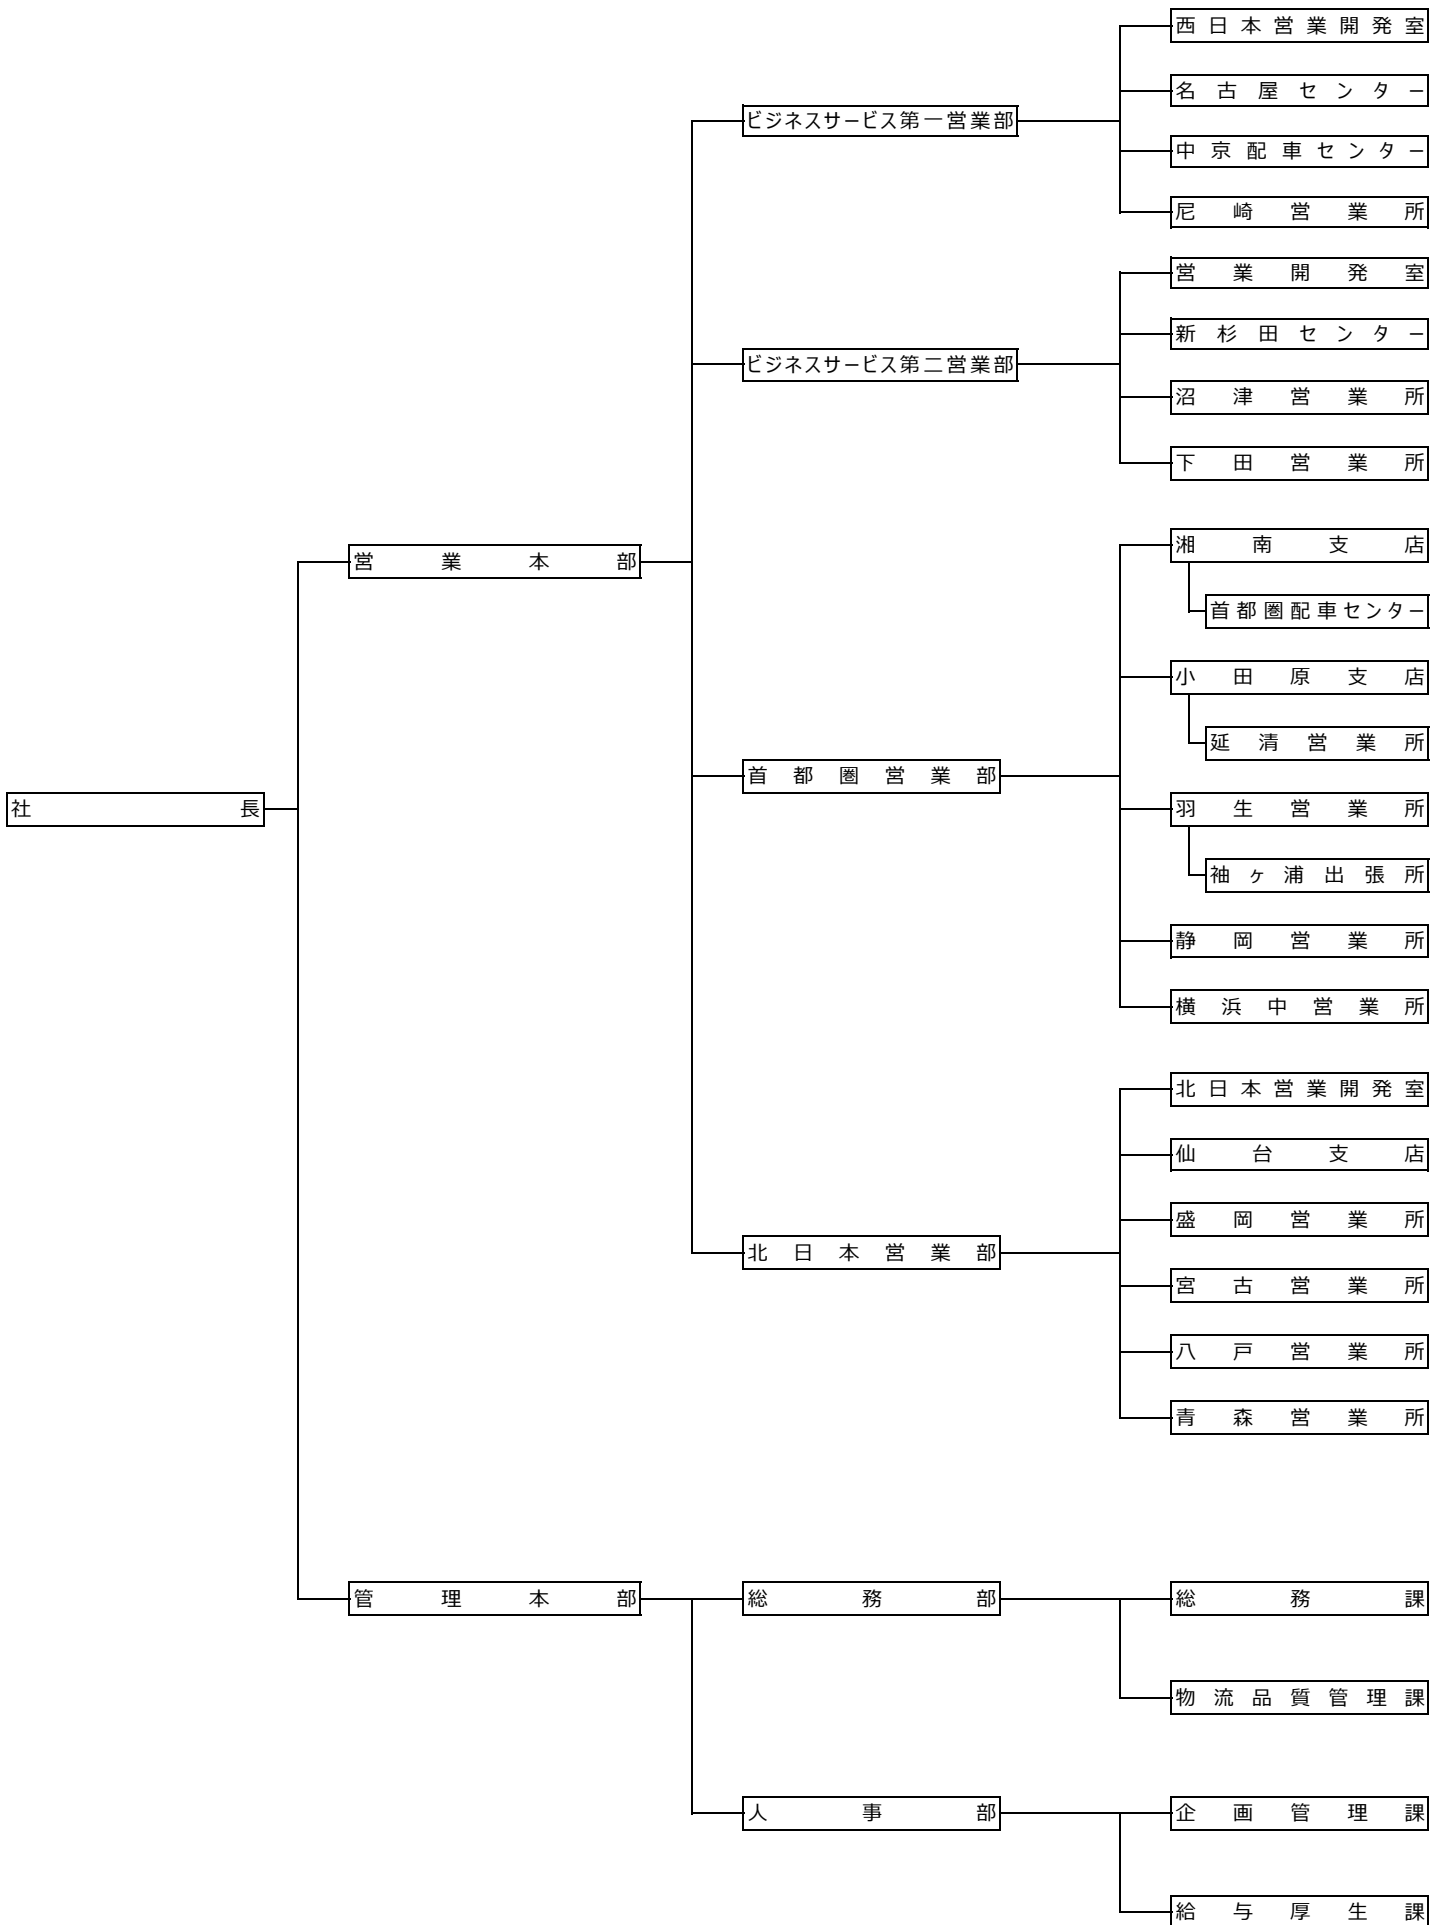 西日本営業開発室
名古屋センター
ビジネスサービス第一営業部
中京配車センター
尼崎営業所
営業開発室
新杉田センター
ビジネスサービス第二営業部
沼津営業所
下田営業所
湘南支店
営業本部
首都圏配車センター
小田原支店
延清営業所
首都圏営業部
社長
羽生営業所
袖ヶ浦出張所
静岡営業所
横浜中営業所
北日本営業開発室
仙台支店
盛岡営業所
北日本営業部
宮古営業所
八戸営業所
青森営業所
管理本部
総務部
総務課
物流品質管理課
人事部
企画管理課
給与厚生課